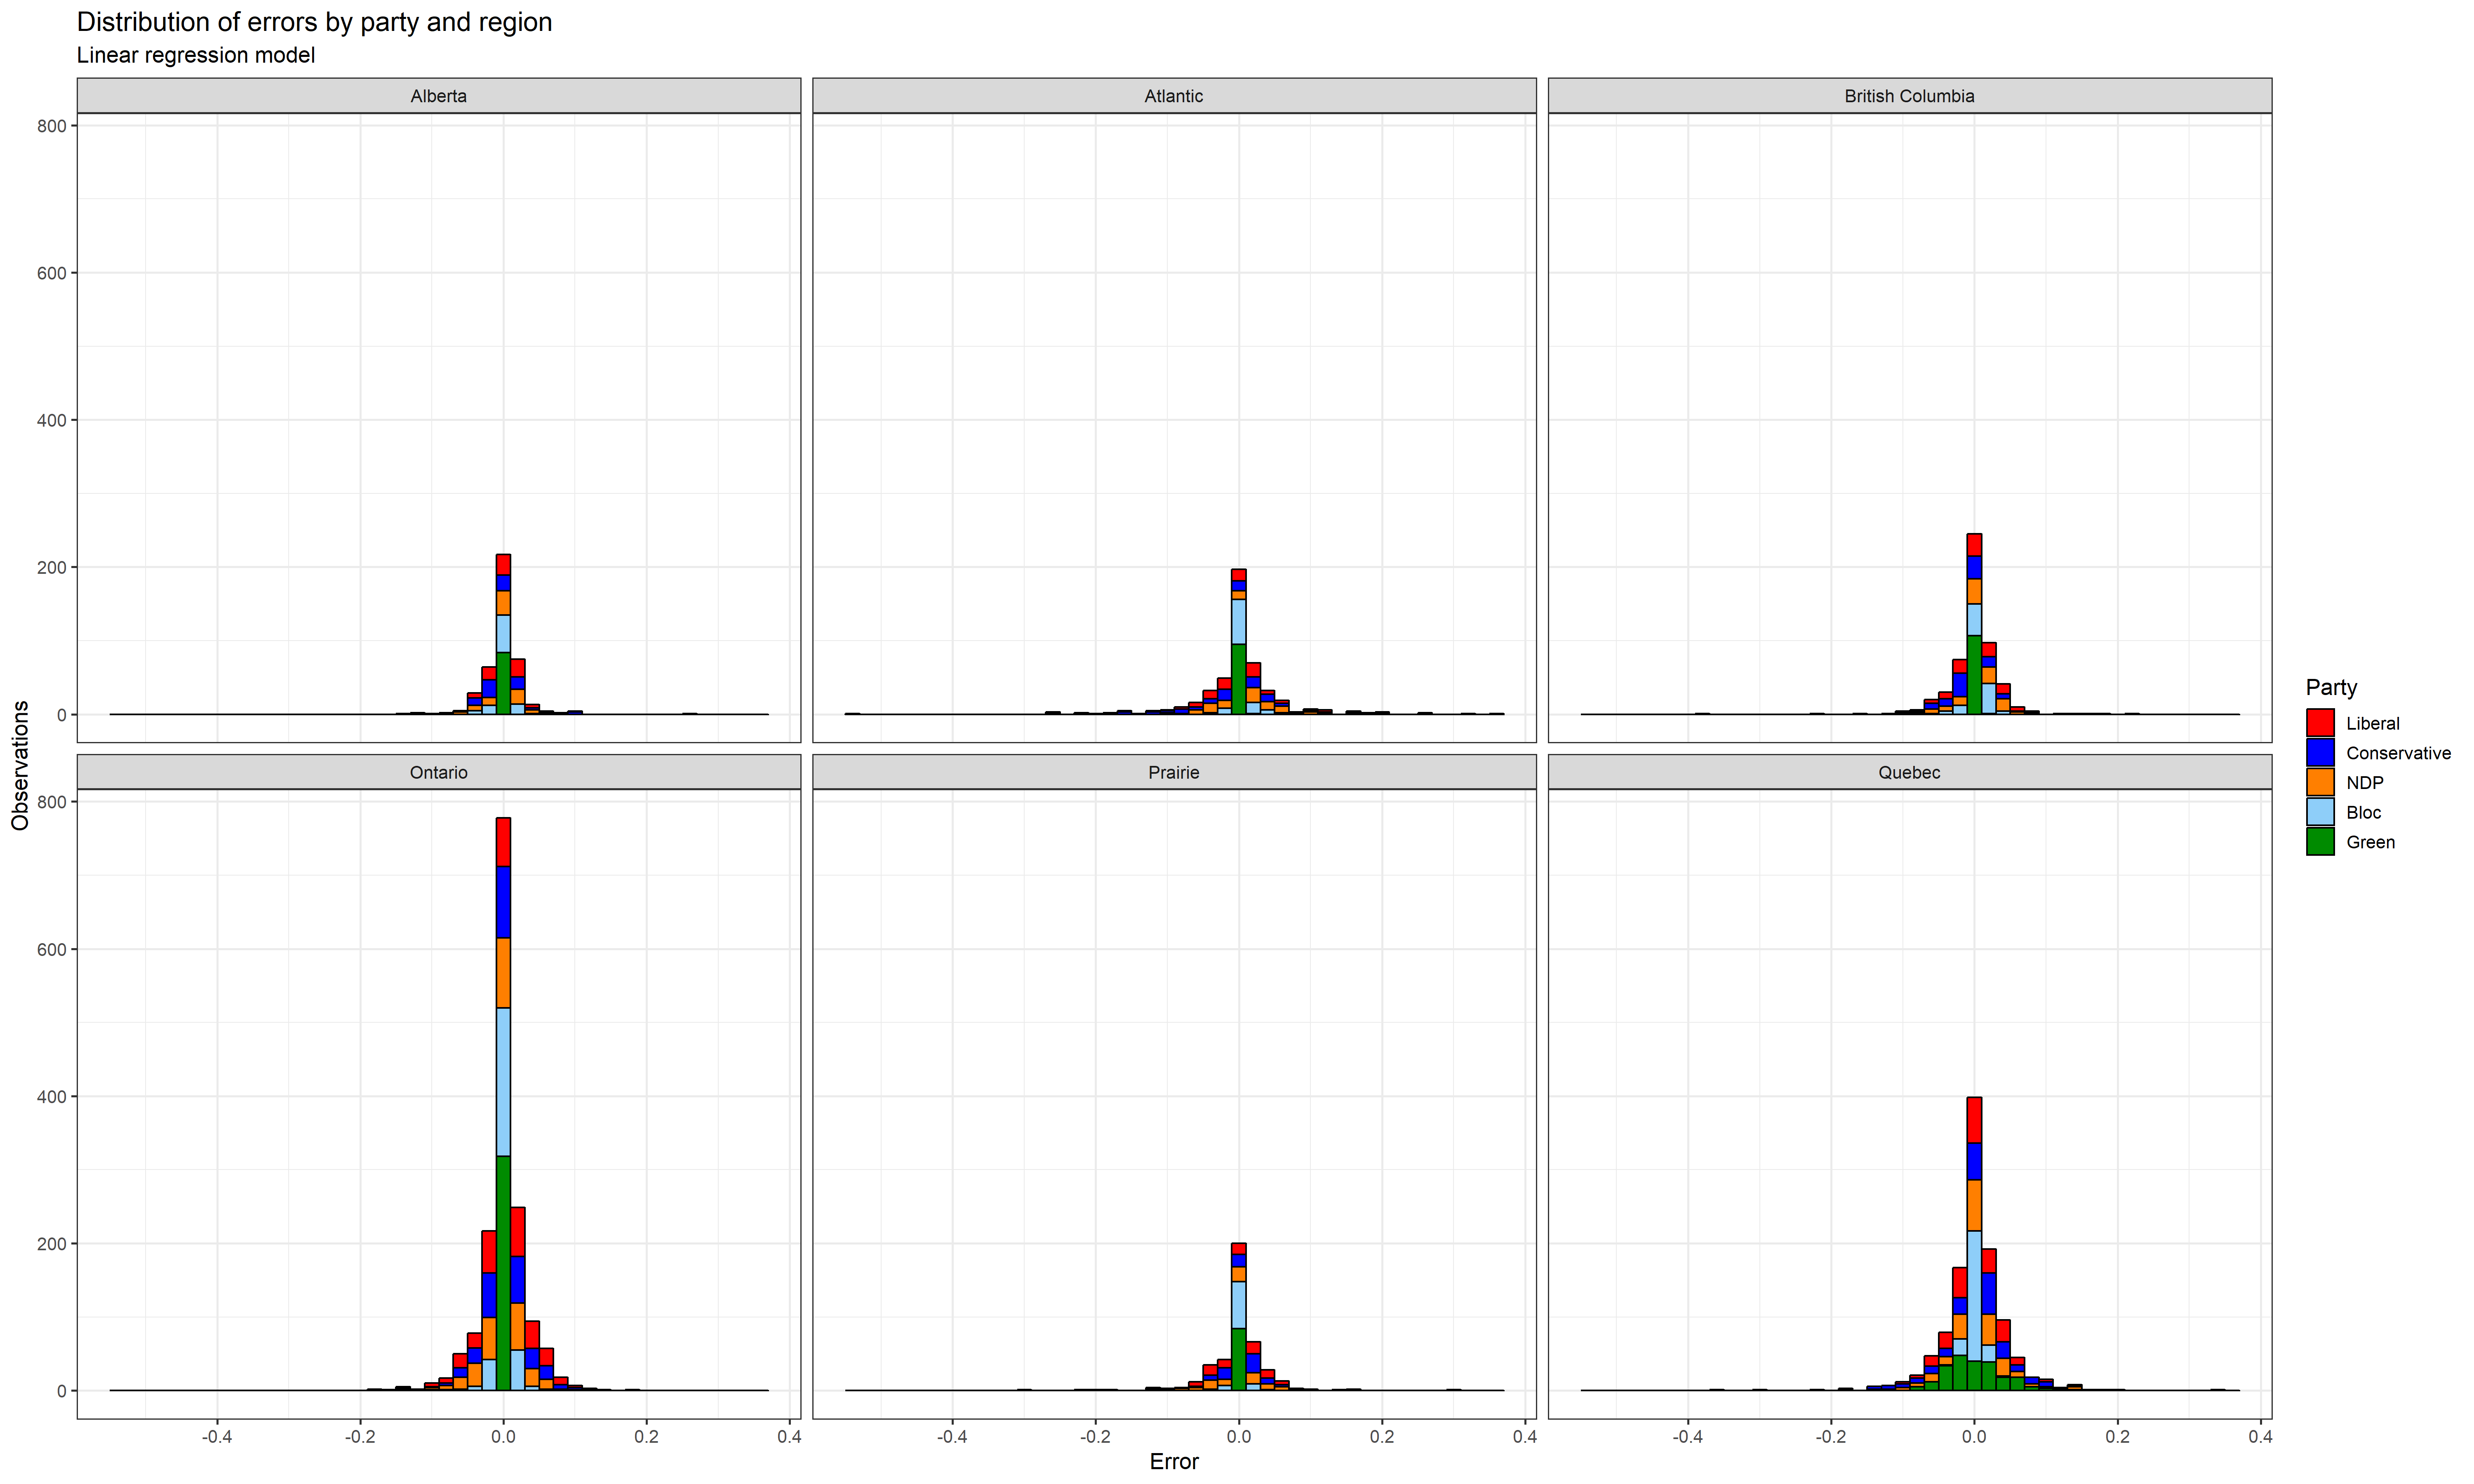 Distribution of errors by party and region
Linear regression model
Alberta
Atlantic
British Columbia
800
600
400
200
0
Ontario
Prairie
Quebec
800
600
400
200
0
-0.4 -0.2 0.0 0.2 0.4
-0.4 -0.2 0.0 0.2 0.4
-0.4 -0.2 0.0 0.2 0.4
Error
Observations
Party
Liberal
Conservative
NDP
Bloc
Green